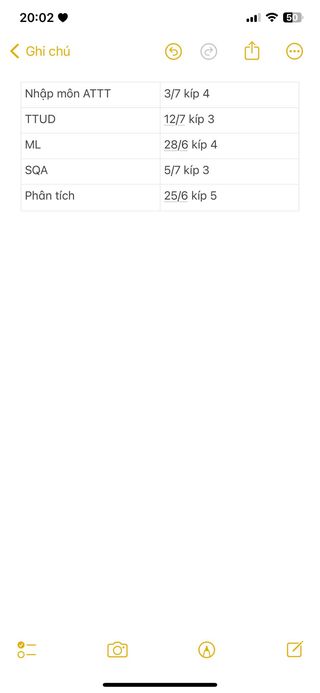 20:02
50
Ghi chú
Nhập môn ATTT 3/7 kíp 4
TTUD 12/7 kíp 3
ML 28/6 kíp 4
SQA 5/7 kíp 3
Phân tích 25/6 kíp 5